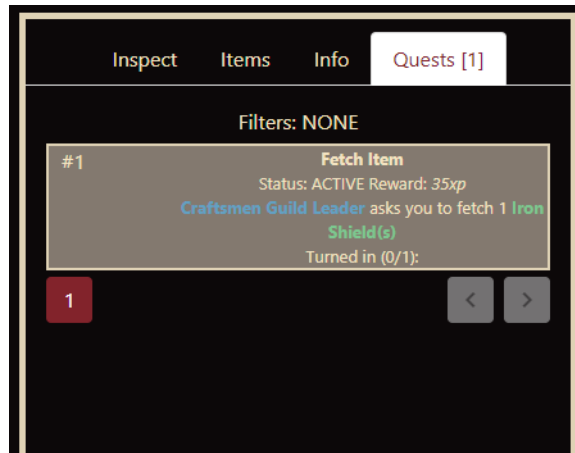 Inspect Items Info Quests [1]
Filters: NONE
#1 Fetch Item
Status: ACTIVE Reward: 35xp
Craftsmen Guild Leader asks you to fetch 1 Iron
Shield(s)
Turned in (0/1):
1 < >